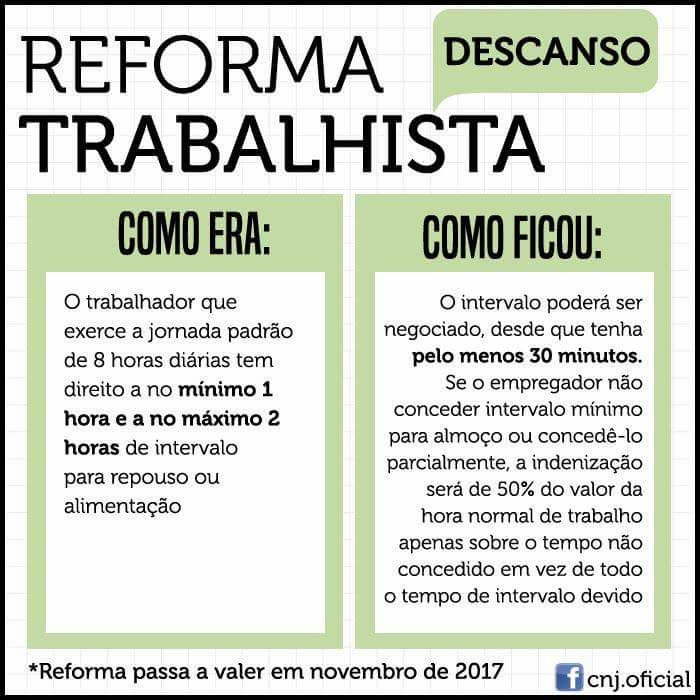 REFORMA
TRABALHISTA
DESCANSO
COMO ERA:
O trabalhador que
exerce a jornada padrão
de 8 horas diárias tem
direito a no mínimo 1
hora e a no máximo 2
horas de intervalo
para repouso ou
alimentação
COMO FICOU:
O intervalo poderá ser
negociado, desde que tenha
pelo menos 30 minutos.
Se o empregador não
conceder intervalo mínimo
para almoço ou concedê-lo
parcialmente, a indenização
será de 50% do valor da
hora normal de trabalho
apenas sobre o tempo não
concedido em vez de todo
o tempo de intervalo devido
*Reforma passa a valer em novembro de 2017
f cnj.oficial